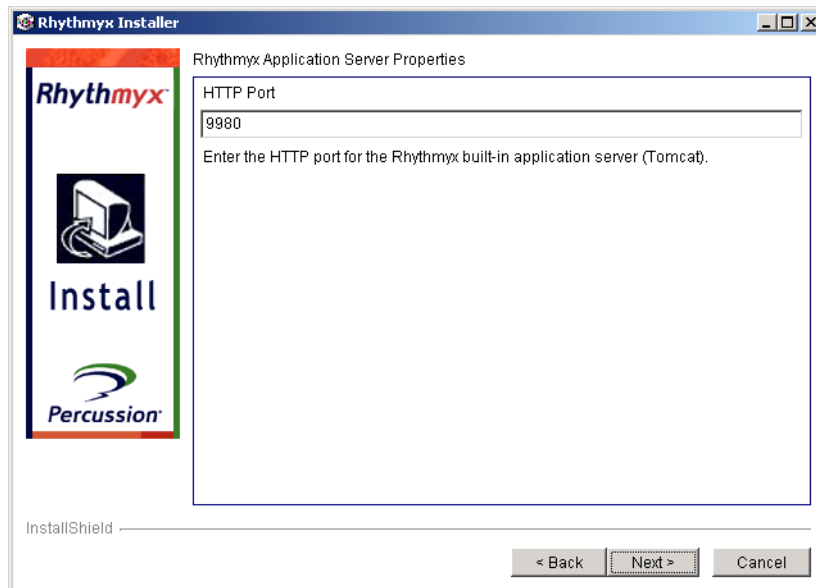 Rhythmyx Installer
Rhythmyx Application Server Properties
Rhythmyx
HTTP Port
9980
Enter the HTTP port for the Rhythmyx built-in application server (Tomcat).
Install
Percussion
InstallShield
< Back
Next >
Cancel